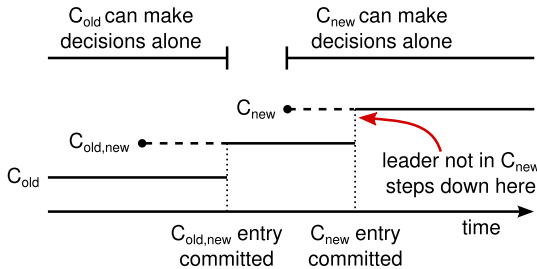 C_old can make
decisions alone
C_new can make
decisions alone
C_new
C_old,new
C_old
leader not in C_new
steps down here
time
C_old,new entry
committed
C_new entry
committed